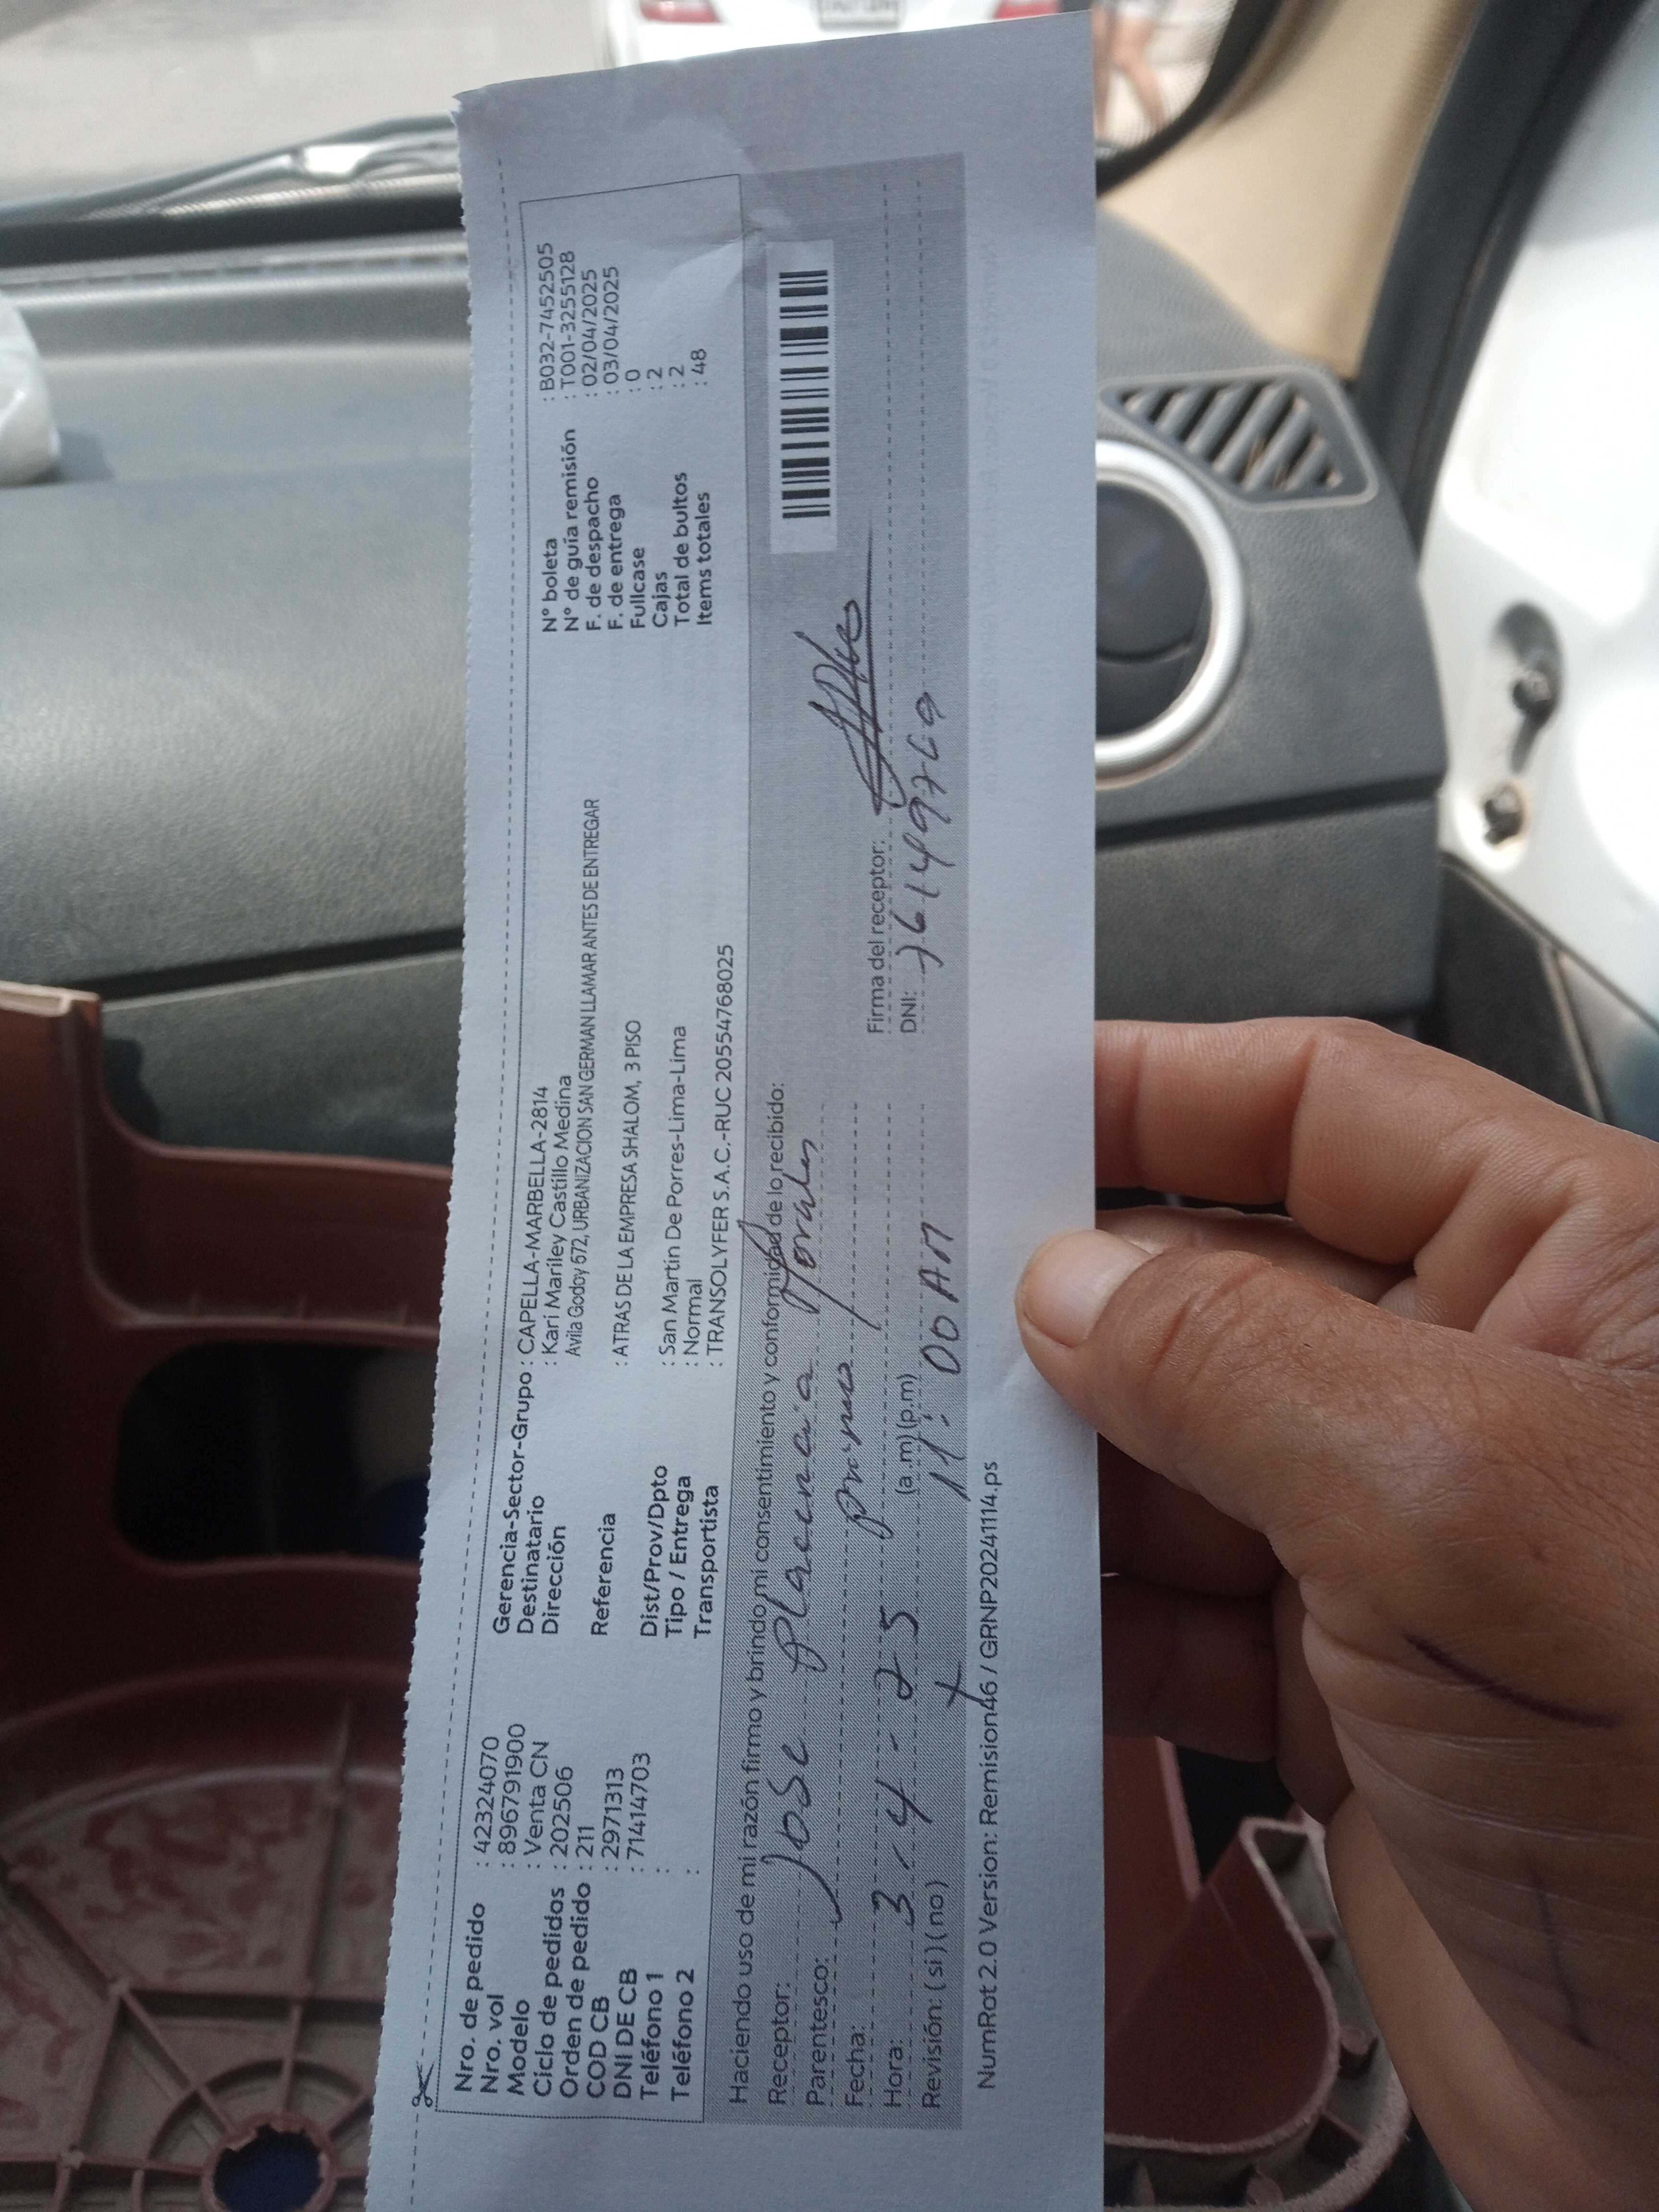 Nro. de pedido : 42324070
Nro. vol : 896791900
Modelo : Venta CN
Ciclo de pedidos : 202506
Orden de pedido : 211
COD CB : 2971313
DNI DE CB : 71414703
Teléfono 1 :
Teléfono 2 :
Gerencia-Sector-Grupo : CAPELLA-MARBELLA-2814
Destinatario : Kari Mariley Castillo Medina
Dirección Avila Godoy 672, URBANIZACION SAN GERMAN LLAMAR ANTES DE ENTREGAR
Referencia : ATRAS DE LA EMPRESA SHALOM, 3 PISO
Dist/Prov/Dpto : San Martin De Porres-Lima-Lima
Tipo / Entrega : Normal
Transportista : TRANSOLYFER S.A.C.-RUC 20554768025
N° boleta : B032-7452505
N° de guía remisión : T001-3255128
F. de despacho : 02/04/2025
F. de entrega : 03/04/2025
Fullcase : 0
Cajas : 2
Total de bultos : 2
Items totales : 48
Haciendo uso de mi razón firmo y brindo mi consentimiento y conformidad de lo recibido:
Receptor: Jose Placencia
Parentesco: primo
Fecha: 3-4-25
Hora: (a.m) (p.m) 11:00 AM
Revisión: (si) (no)
Firma del receptor:
DNI: 76149769
NumRot 2.0 Version: Remision46 / GRNP20241114.ps